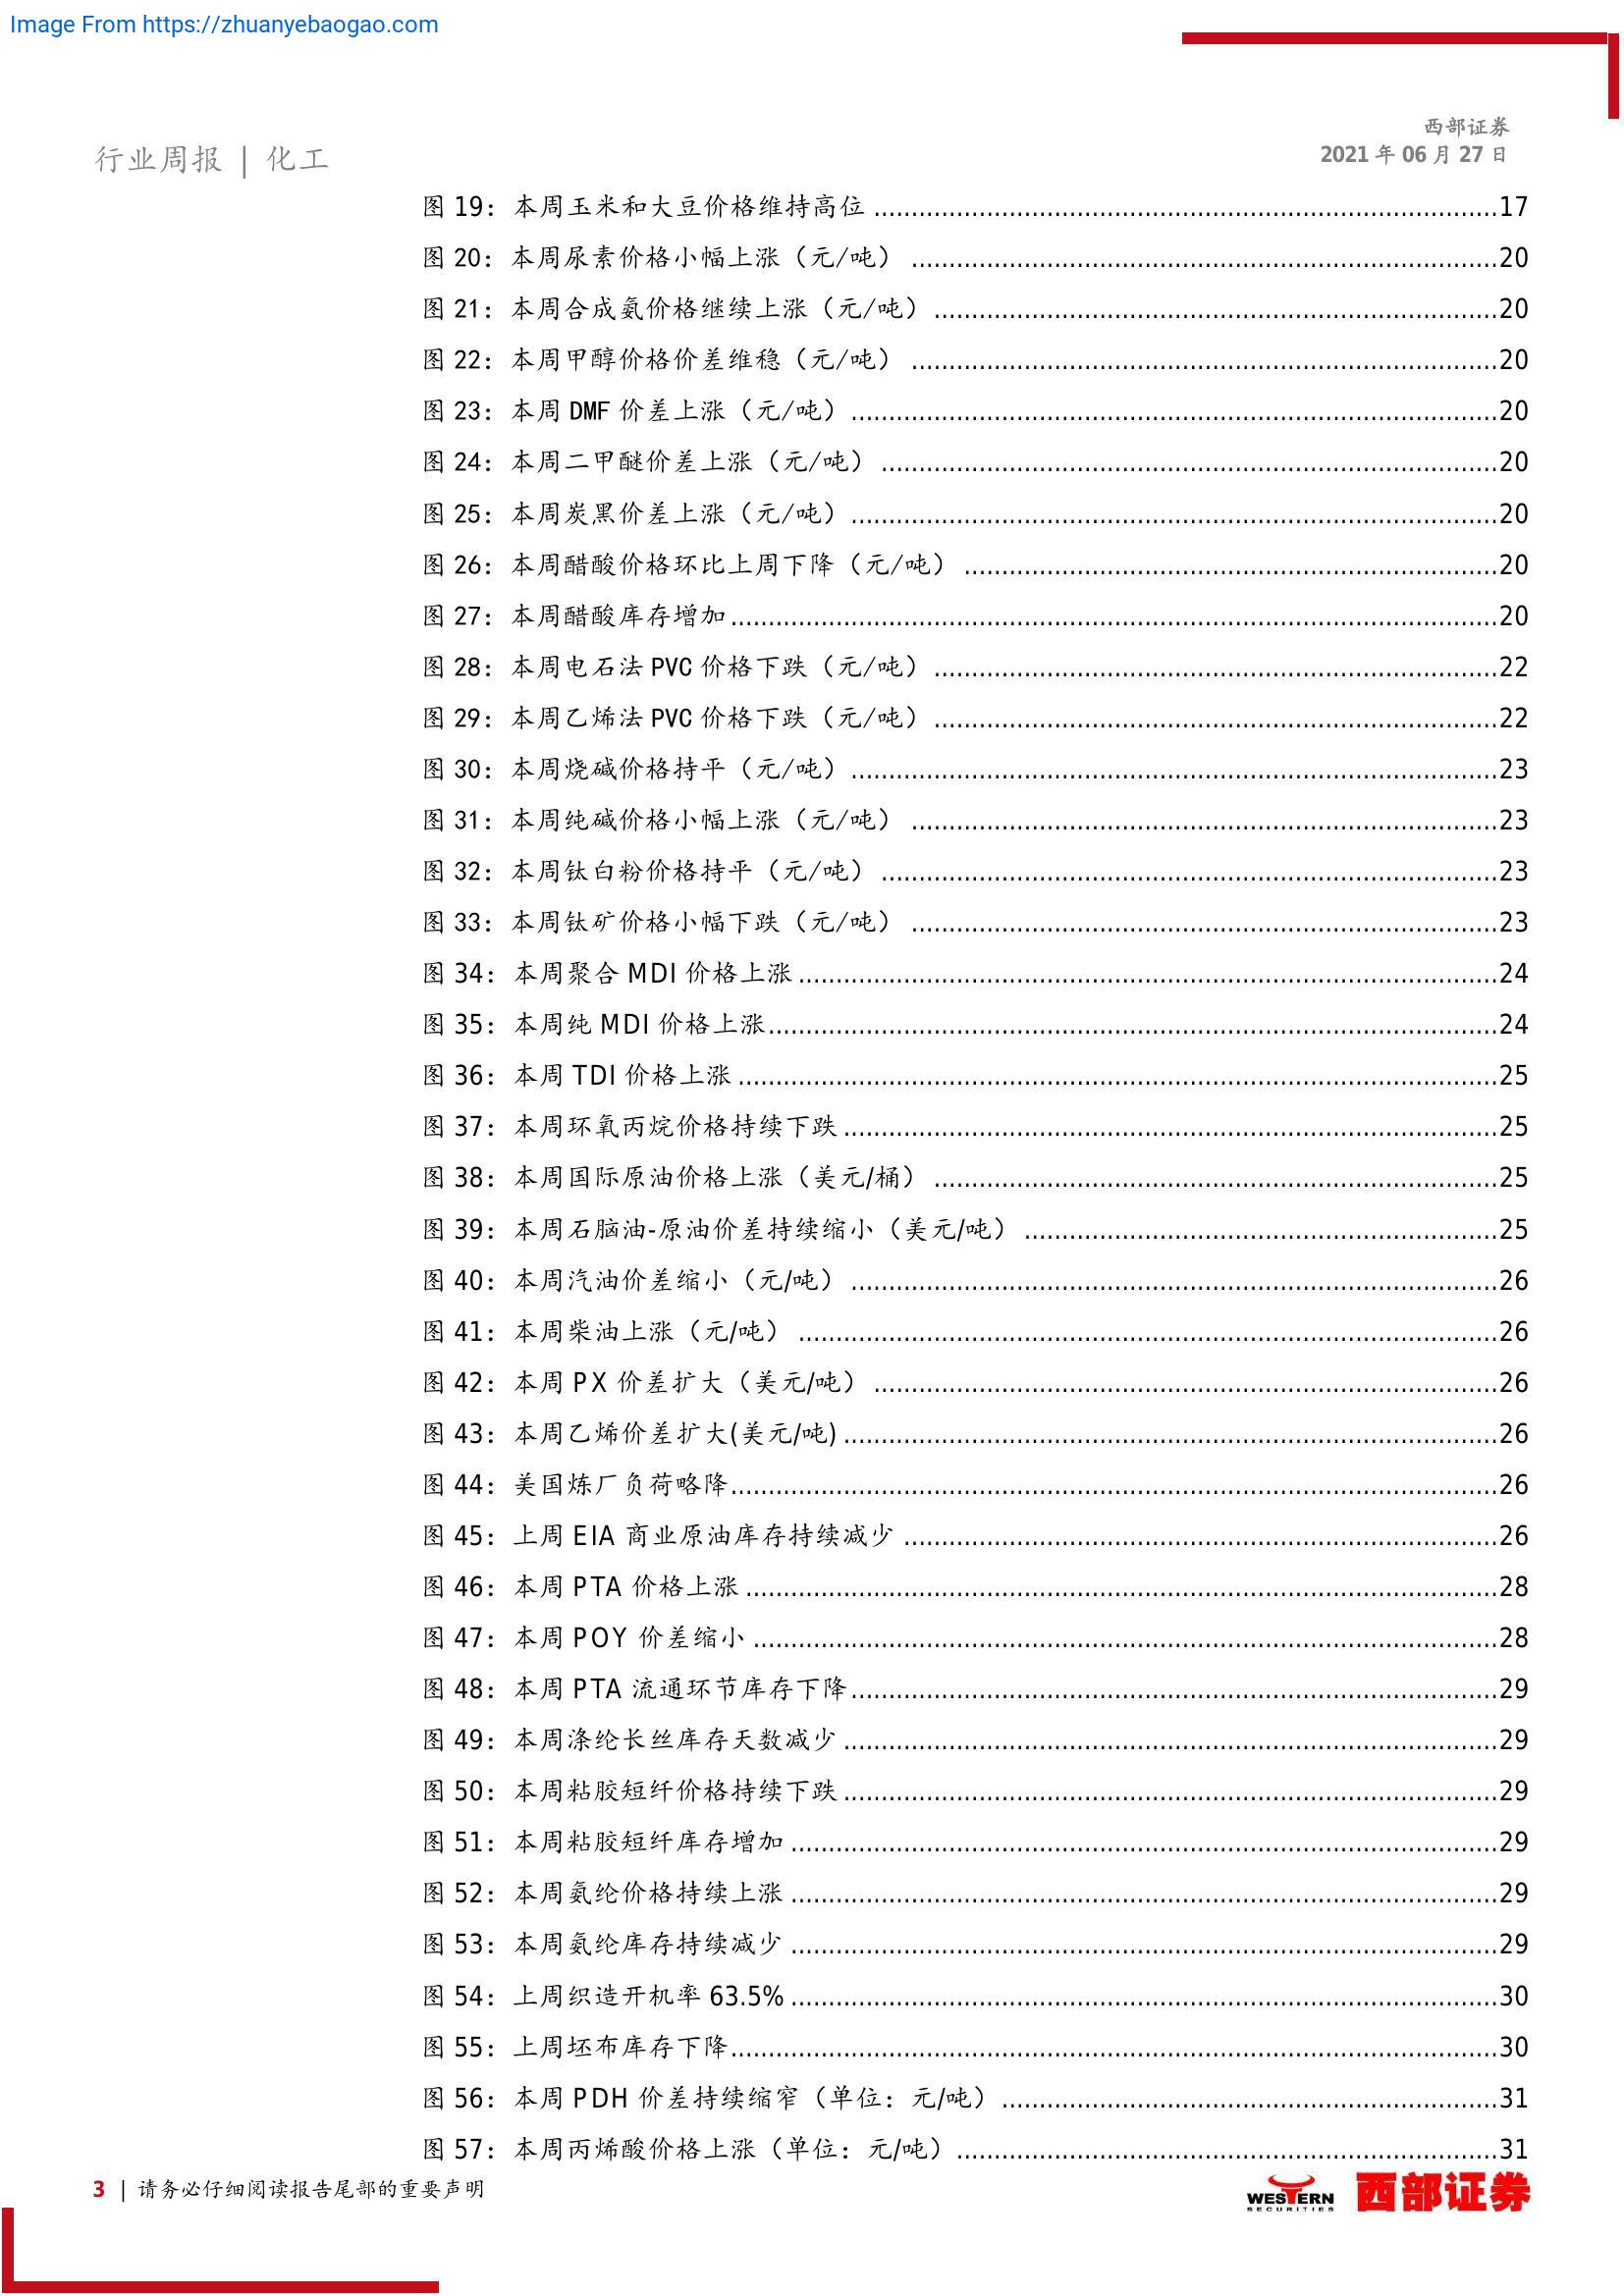 Image From https://zhuanyebaogao.com
西部证券
行业周报 | 化工
2021 年 06 月 27 日
图 19：本周玉米和大豆价格维持高位 ....................17
图 20：本周尿素价格小幅上涨（元/吨） ....................20
图 21：本周合成氨价格继续上涨（元/吨） ....................20
图 22：本周甲醇价格价差维稳（元/吨） ....................20
图 23：本周 DMF 价差上涨（元/吨） ....................20
图 24：本周二甲醚价差上涨（元/吨） ....................20
图 25：本周炭黑价差上涨（元/吨） ....................20
图 26：本周醋酸价格环比上周下降（元/吨） ....................20
图 27：本周醋酸库存增加....................20
图 28：本周电石法 PVC 价格下跌（元/吨） ....................22
图 29：本周乙烯法 PVC 价格下跌（元/吨） ....................22
图 30：本周烧碱价格持平（元/吨） ....................23
图 31：本周纯碱价格小幅上涨（元/吨） ....................23
图 32：本周钛白粉价格持平（元/吨） ....................23
图 33：本周钛矿价格小幅下跌（元/吨） ....................23
图 34：本周聚合 MDI 价格上涨....................24
图 35：本周纯 MDI 价格上涨....................24
图 36：本周 TDI 价格上涨....................25
图 37：本周环氧丙烷价格持续下跌....................25
图 38：本周国际原油价格上涨（美元/桶） ....................25
图 39：本周石脑油-原油价差持续缩小（美元/吨） ....................25
图 40：本周汽油价差缩小（元/吨） ....................26
图 41：本周柴油上涨（元/吨） ....................26
图 42：本周 PX 价差扩大（美元/吨） ....................26
图 43：本周乙烯价差扩大(美元/吨)....................26
图 44：美国炼厂负荷略降....................26
图 45：上周 EIA 商业原油库存持续减少 ....................26
图 46：本周 PTA 价格上涨....................28
图 47：本周 POY 价差缩小 ....................28
图 48：本周 PTA 流通环节库存下降....................29
图 49：本周涤纶长丝库存天数减少....................29
图 50：本周粘胶短纤价格持续下跌....................29
图 51：本周粘胶短纤库存增加....................29
图 52：本周氨纶价格持续上涨....................29
图 53：本周氨纶库存持续减少....................29
图 54：上周织造开机率 63.5%....................30
图 55：上周坯布库存下降....................30
图 56：本周 PDH 价差持续缩窄（单位：元/吨） ....................31
图 57：本周丙烯酸价格上涨（单位：元/吨） ....................31
3 | 请务必仔细阅读报告尾部的重要声明
WESTERN
SECURITIES
西部证券